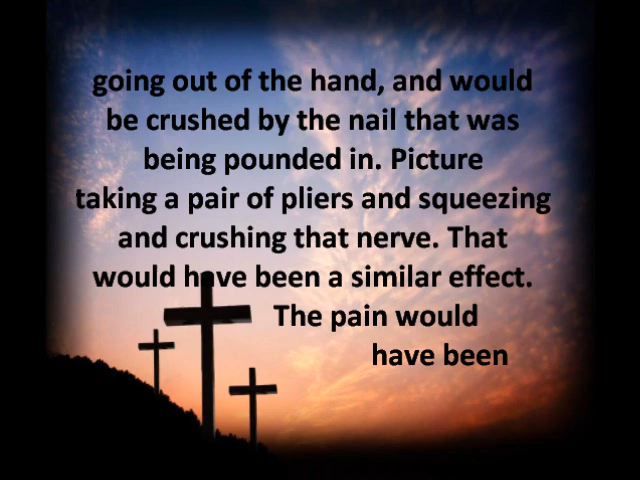 going out of the hand, and would
be crushed by the nail that was
being pounded in. Picture
taking a pair of pliers and squeezing
and crushing that nerve. That
would have been a similar effect.
The pain would
have been